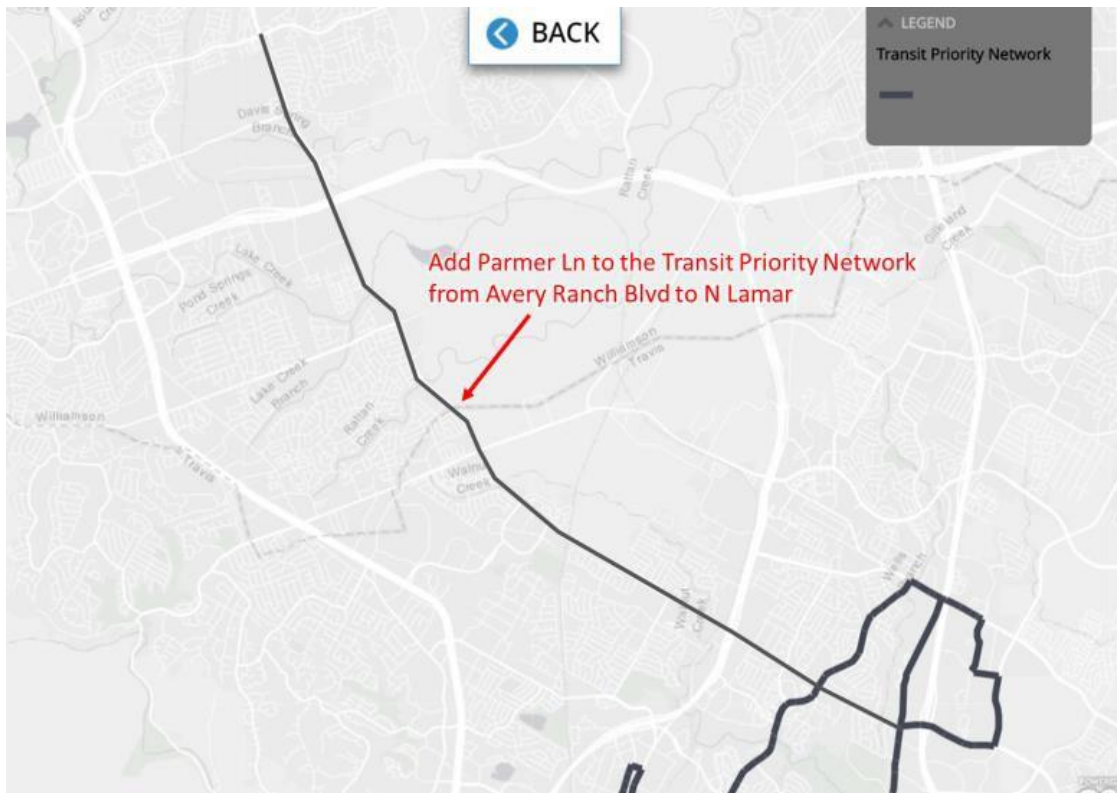 BACK
LEGEND
Transit Priority Network
Davis Spring
Branch
Rattan
Creek
Gilleland
Creek
Lake Creek
Pond Springs
Creek
Add Parmer Ln to the Transit Priority Network
from Avery Ranch Blvd to N Lamar
Williamson
Travis
Lake Creek
Branch
Rattan
Creek
Williamson
Travis
Walnut
Creek
Wells
Branch
Walnut
Creek